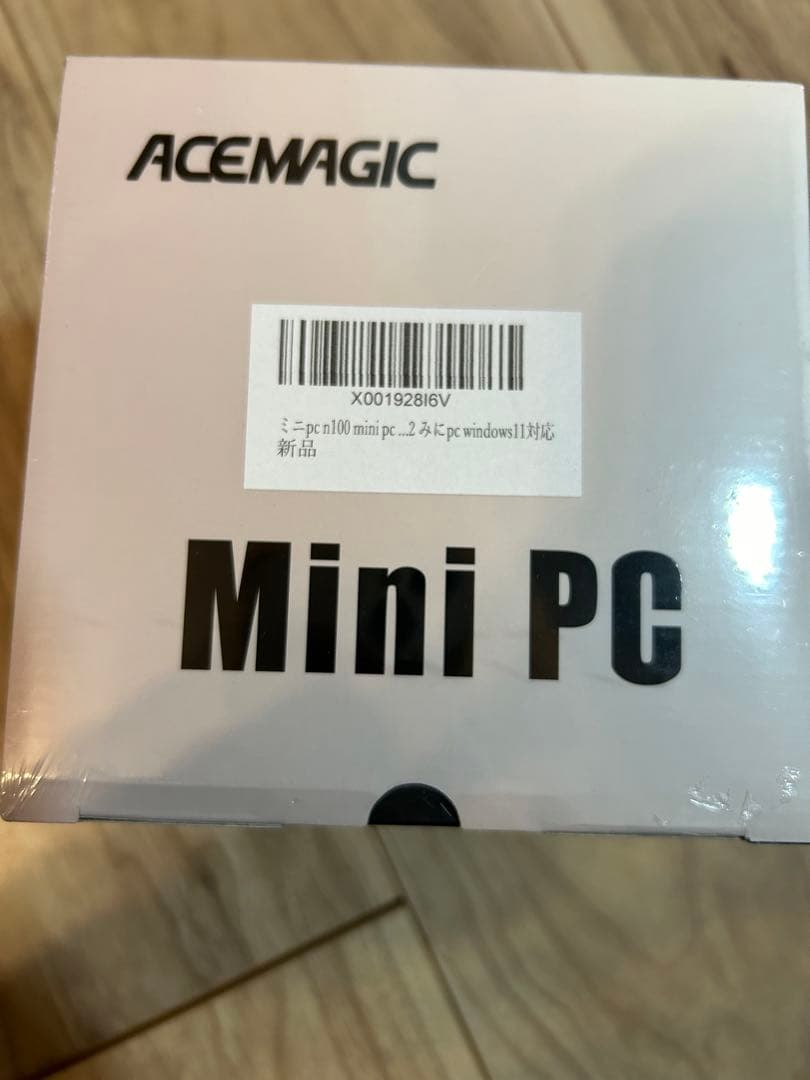 ACEMAGIC
X001928I6V
ミニpc n100 mini pc ...2 みにpc windows11対応
新品
Mini PC